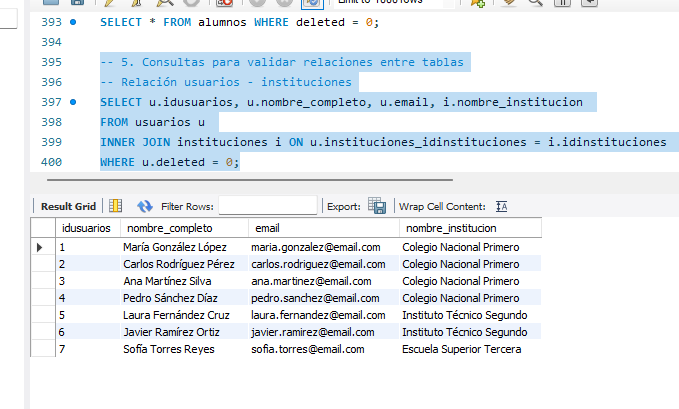 393 SELECT * FROM alumnos WHERE deleted = 0;
394
395 -- 5. Consultas para validar relaciones entre tablas
396 -- Relación usuarios - instituciones
397 SELECT u.idusuarios, u.nombre_completo, u.email, i.nombre_institucion
398 FROM usuarios u
399 INNER JOIN instituciones i ON u.instituciones_idinstituciones = i.idinstituciones
400 WHERE u.deleted = 0;
Result Grid Filter Rows: Export: Wrap Cell Content:
idusuarios nombre_completo email nombre_institucion
1 María González López maria.gonzalez@email.com Colegio Nacional Primero
2 Carlos Rodríguez Pérez carlos.rodriguez@email.com Colegio Nacional Primero
3 Ana Martínez Silva ana.martinez@email.com Colegio Nacional Primero
4 Pedro Sánchez Díaz pedro.sanchez@email.com Colegio Nacional Primero
5 Laura Fernández Cruz laura.fernandez@email.com Instituto Técnico Segundo
6 Javier Ramírez Ortiz javier.ramirez@email.com Instituto Técnico Segundo
7 Sofía Torres Reyes sofia.torres@email.com Escuela Superior Tercera